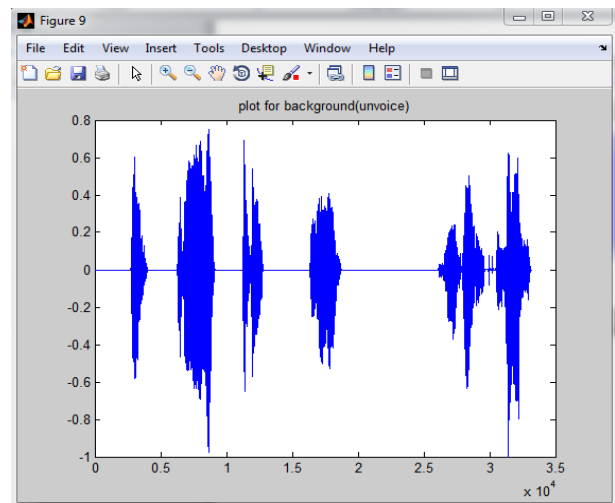 Figure 9
File Edit View Insert Tools Desktop Window Help
plot for background(unvoice)
0.8
0.6
0.4
0.2
0
-0.2
-0.4
-0.6
-0.8
-1
0 0.5 1 1.5 2 2.5 3 3.5
x 10^4